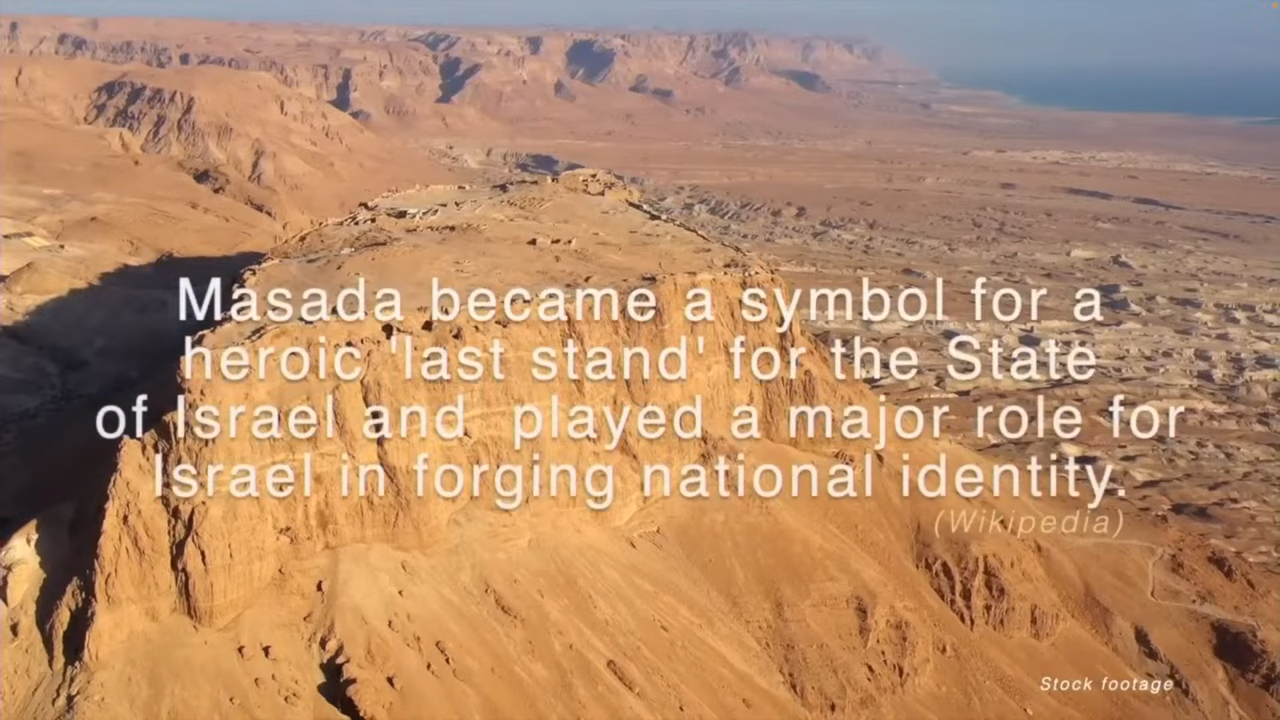 Masada became a symbol for a
heroic 'last stand' for the State
of Israel and  played a major role for
Israel in forging national identity.
(Wikipedia)
Stock footage